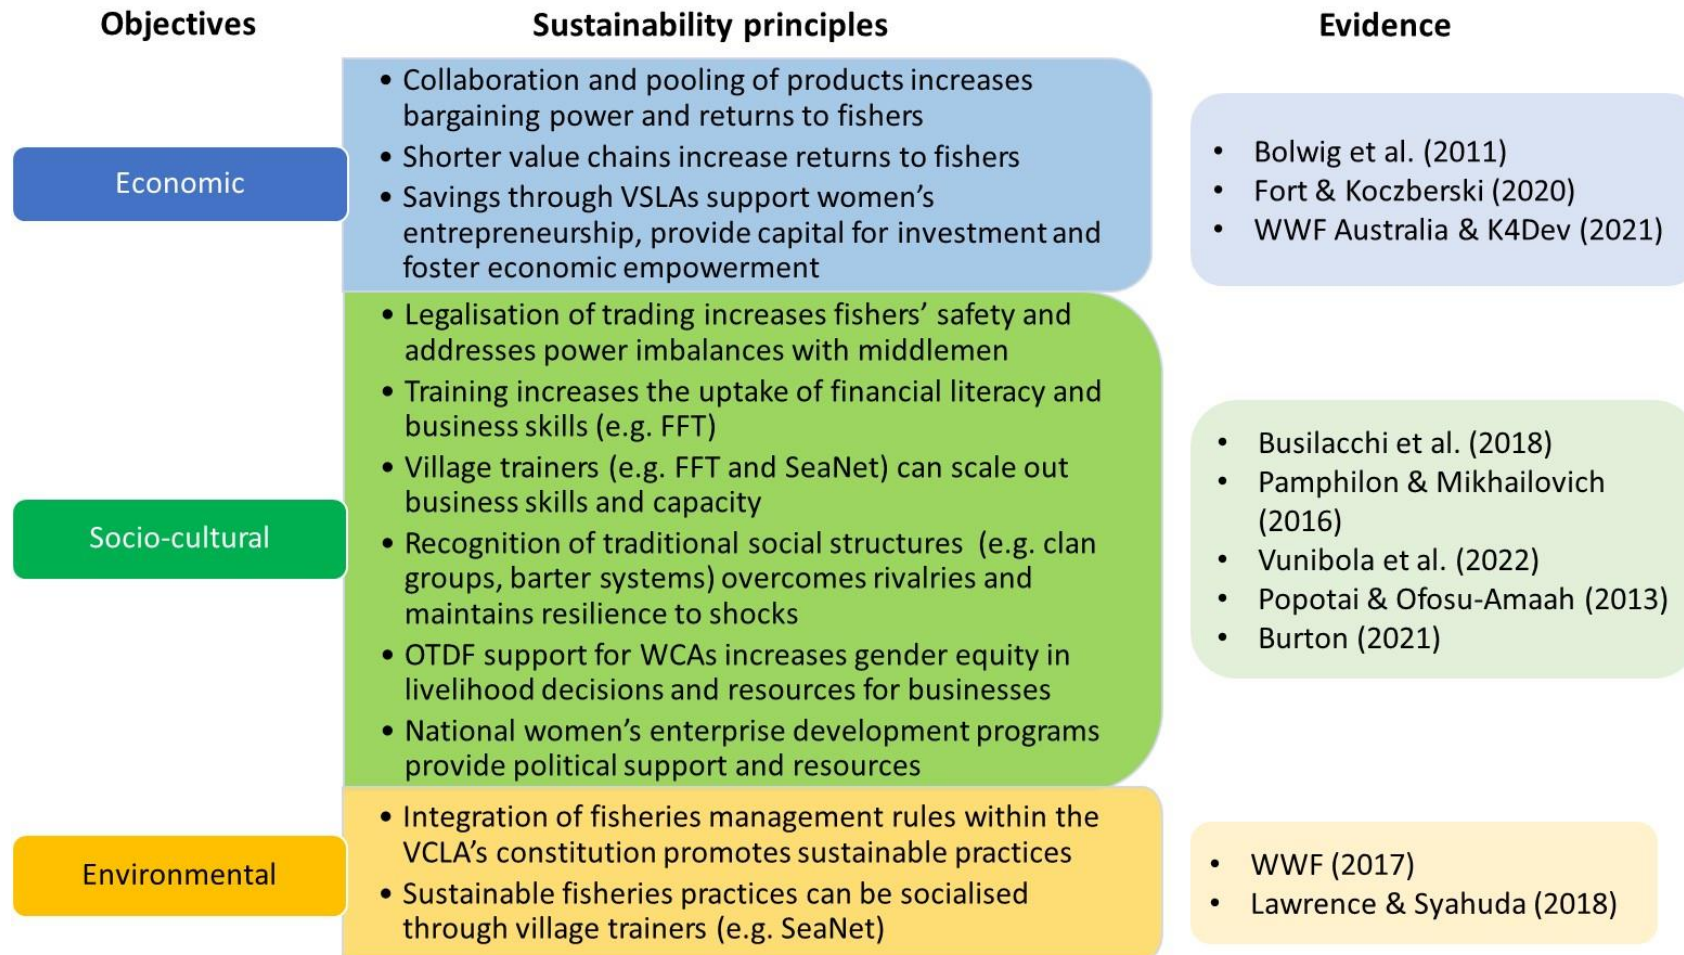 Objectives
Sustainability principles
Evidence
Economic
• Collaboration and pooling of products increases
bargaining power and returns to fishers
• Shorter value chains increase returns to fishers
• Savings through VSLAs support women’s
entrepreneurship, provide capital for investment and
foster economic empowerment
• Bolwig et al. (2011)
• Fort & Koczberski (2020)
• WWF Australia & K4Dev (2021)
Socio-cultural
• Legalisation of trading increases fishers’ safety and
addresses power imbalances with middlemen
• Training increases the uptake of financial literacy and
business skills (e.g. FFT)
• Village trainers (e.g. FFT and SeaNet) can scale out
business skills and capacity
• Recognition of traditional social structures (e.g. clan
groups, barter systems) overcomes rivalries and
maintains resilience to shocks
• OTDF support for WCAs increases gender equity in
livelihood decisions and resources for businesses
• National women’s enterprise development programs
provide political support and resources
• Busilacchi et al. (2018)
• Pamphilon & Mikhailovich
(2016)
• Vunibola et al. (2022)
• Popotai & Ofosu-Amaah (2013)
• Burton (2021)
Environmental
• Integration of fisheries management rules within the
VCLA’s constitution promotes sustainable practices
• Sustainable fisheries practices can be socialised
through village trainers (e.g. SeaNet)
• WWF (2017)
• Lawrence & Syahuda (2018)